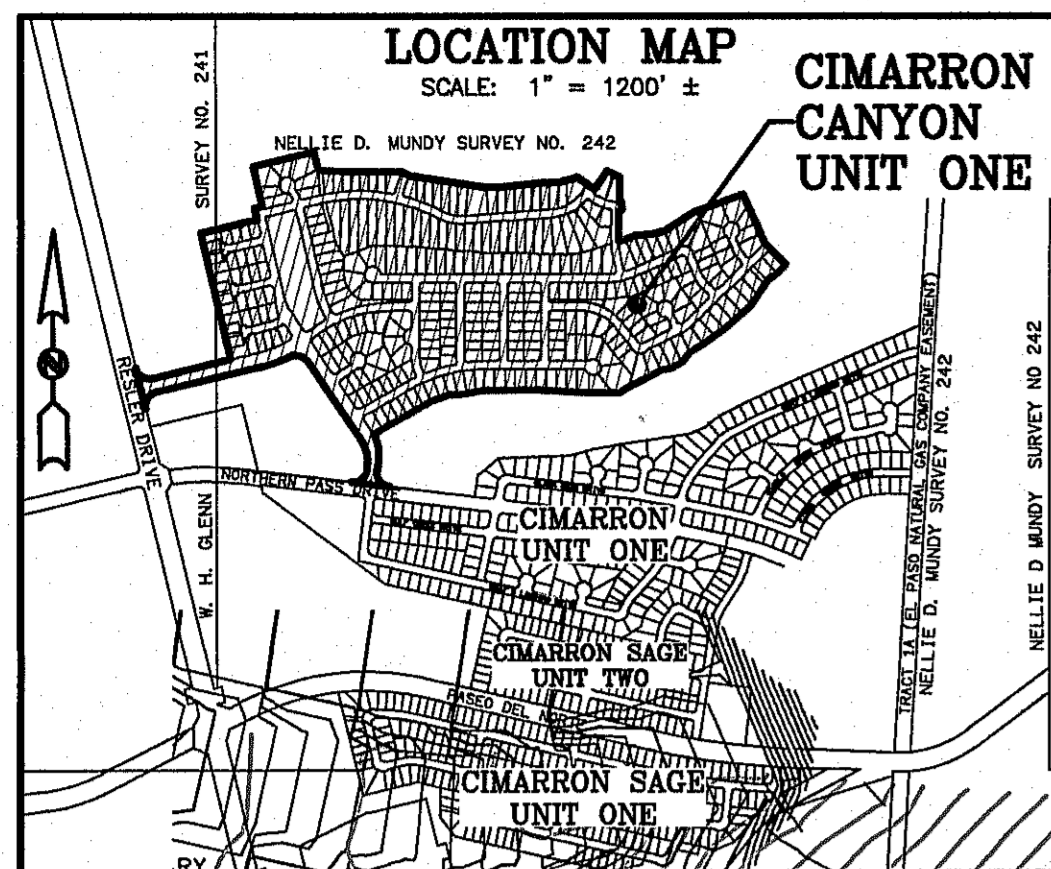 LOCATION MAP
SCALE: 1" = 1200' ±
CIMARRON
CANYON
UNIT ONE
NELLIE D. MUNDY SURVEY NO. 242
SURVEY NO. 241
W. H. GLENN
RESLER DRIVE
NORTHERN PASS DRIVE
CIMARRON
UNIT ONE
CIMARRON SAGE
UNIT TWO
PASEO DEL NOR
CIMARRON SAGE
UNIT ONE
TRACT 1A (EL PASO NATURAL GAS COMPANY EASEMENT)
NELLIE D. MUNDY SURVEY NO. 242
NELLIE D MUNDY SURVEY NO 242
RY